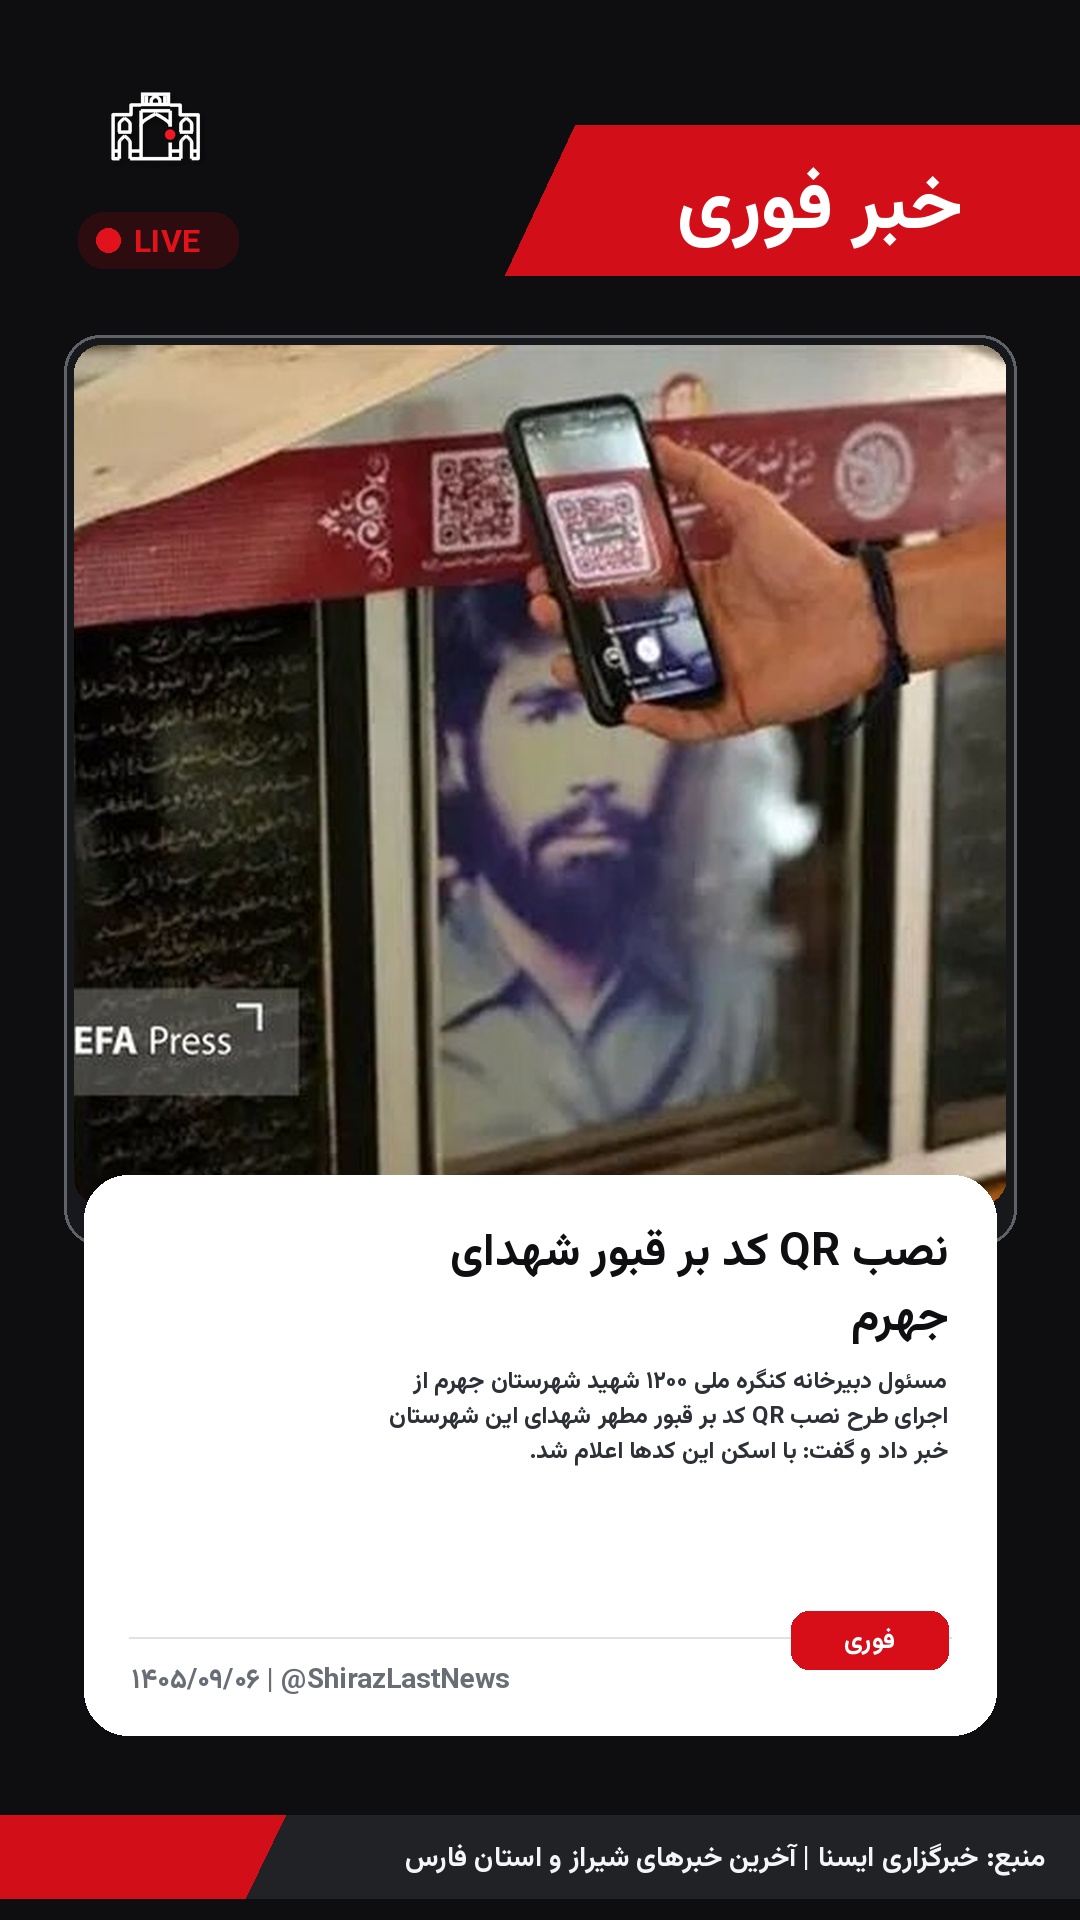 خبر فوری
LIVE
EFA Press
نصب QR کد بر قبور شهدای
جهرم
مسئول دبیرخانه کنگره ملی ۱۲۰۰ شهید شهرستان جهرم از
اجرای طرح نصب QR کد بر قبور مطهر شهدای این شهرستان
خبر داد و گفت: با اسکن این کدها اعلام شد.
فوری
۱۴۰۵/۰۹/۰۶ | @ShirazLastNews
منبع: خبرگزاری ایسنا | آخرین خبرهای شیراز و استان فارس